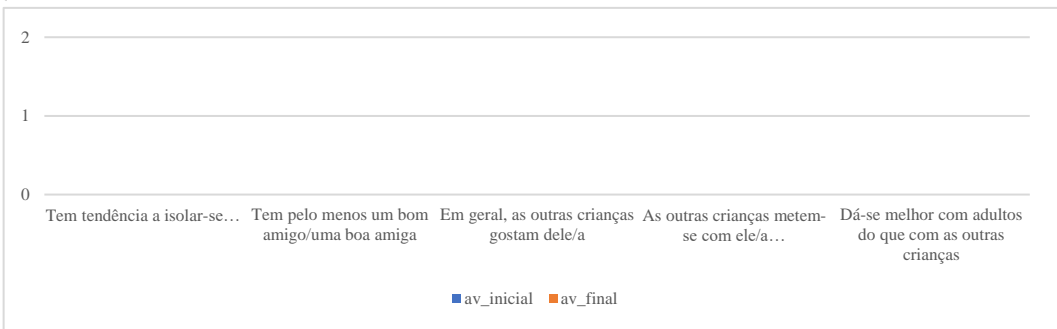 2
1
0
Tem tendência a isolar-se…
Tem pelo menos um bom
amigo/uma boa amiga
Em geral, as outras crianças
gostam dele/a
As outras crianças metem-
se com ele/a…
Dá-se melhor com adultos
do que com as outras
crianças
av_inicial
av_final